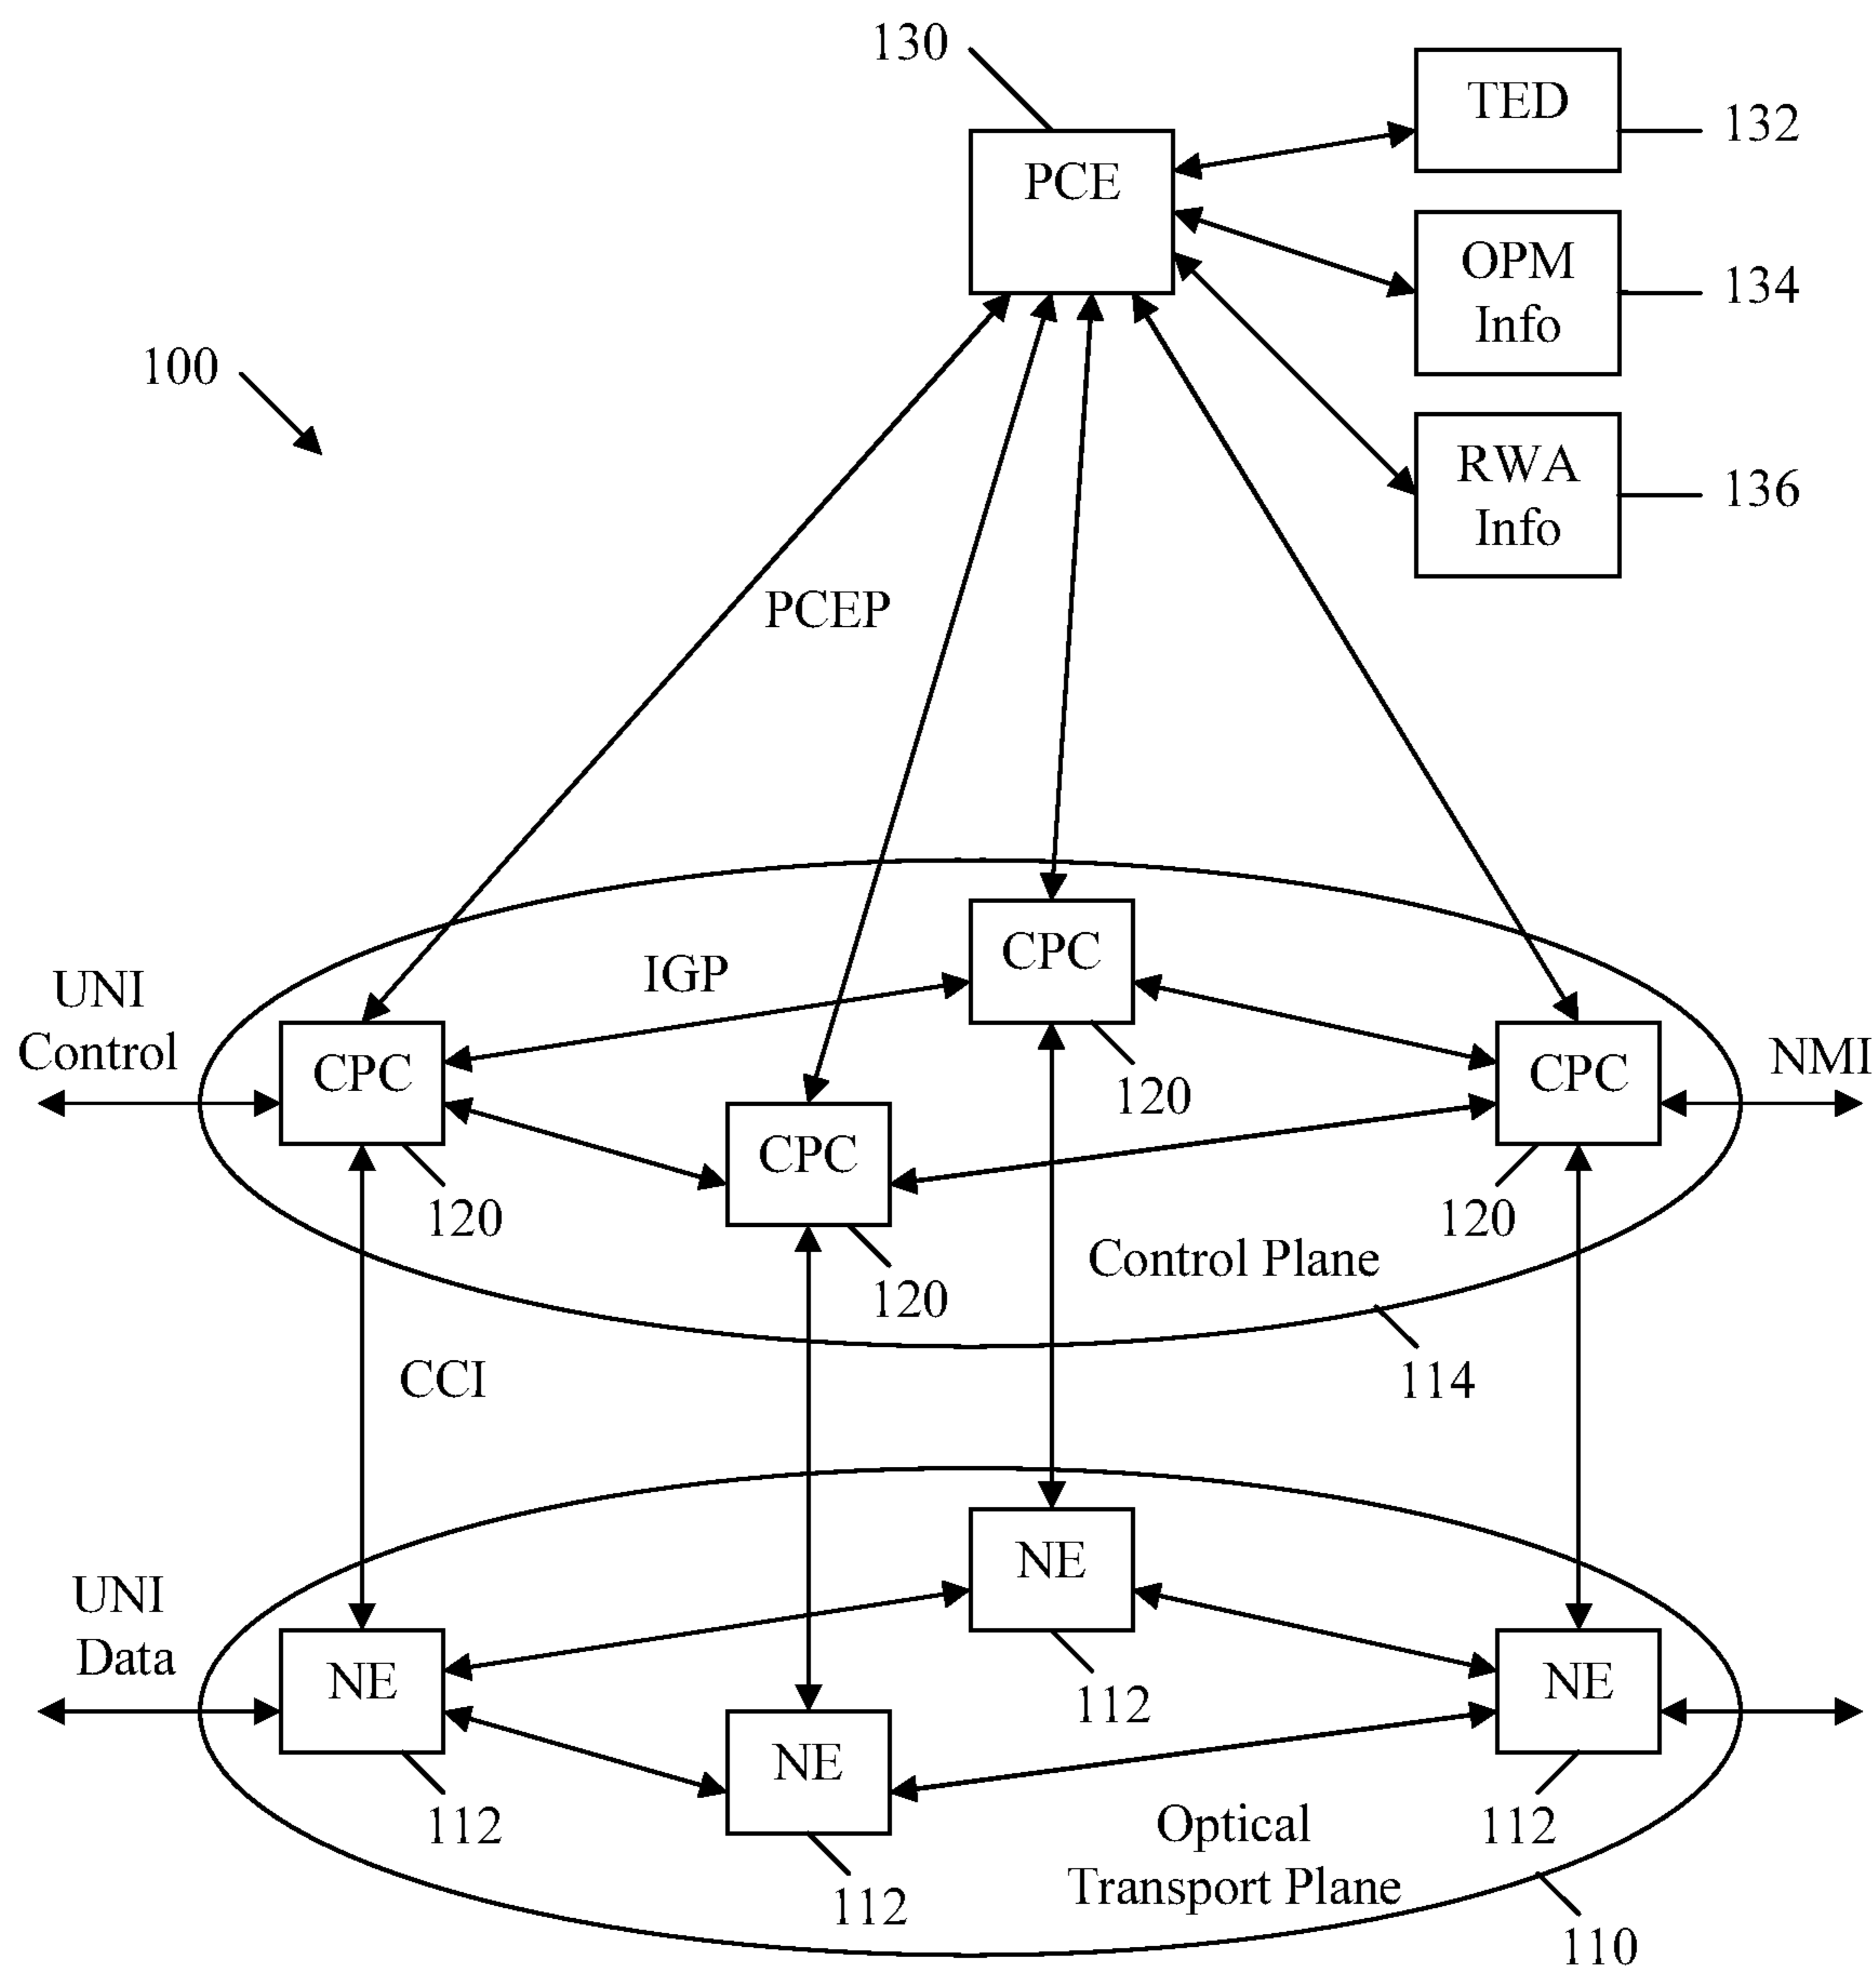 130
TED
132
PCE
OPM
Info
134
100
RWA
Info
136
PCEP
UNI
Control
IGP
CPC
NMI
CPC
CPC
120
CPC
120
120
120
Control Plane
CCI
114
UNI
Data
NE
NE
NE
112
NE
112
112
112
Optical
Transport Plane
110